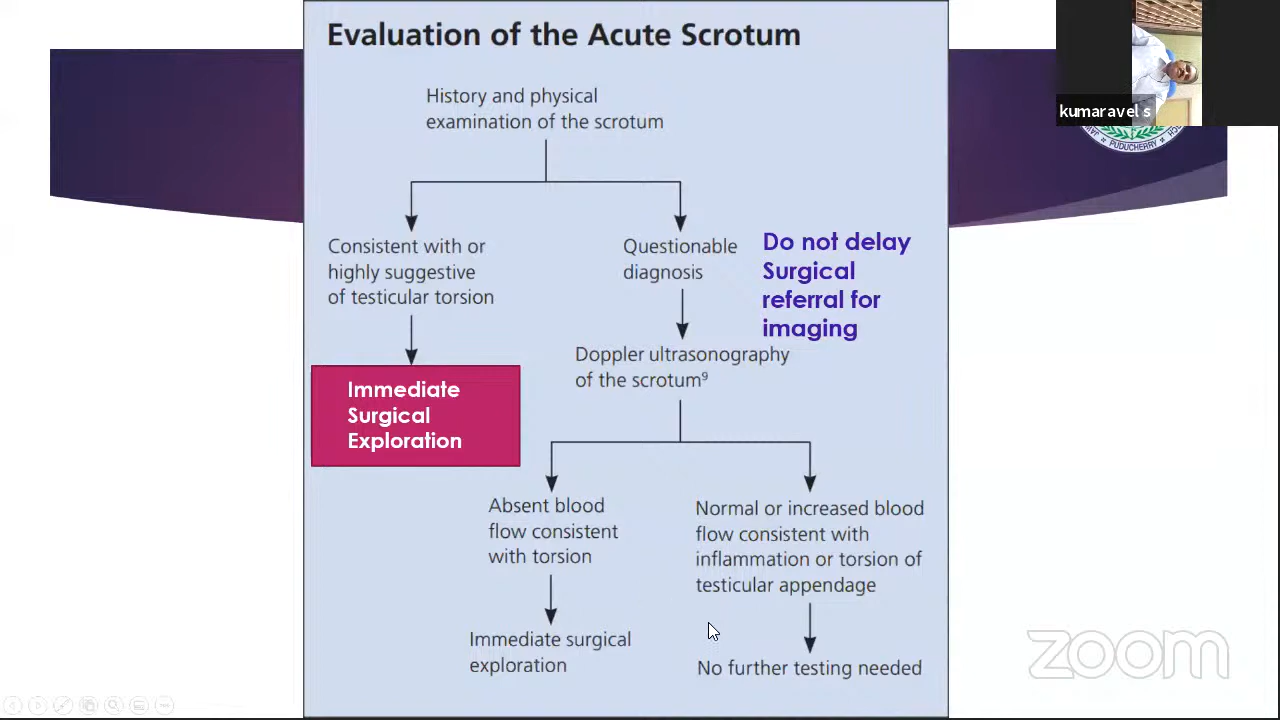 Evaluation of the Acute Scrotum
kumaravel s
PUDUCHERRY
History and physical
examination of the scrotum
Consistent with or
highly suggestive
of testicular torsion
Questionable
diagnosis
Do not delay
Surgical
referral for
imaging
Immediate
Surgical
Exploration
Doppler ultrasonography
of the scrotum⁹
Absent blood
flow consistent
with torsion
Normal or increased blood
flow consistent with
inflammation or torsion of
testicular appendage
Immediate surgical
exploration
No further testing needed
zoom